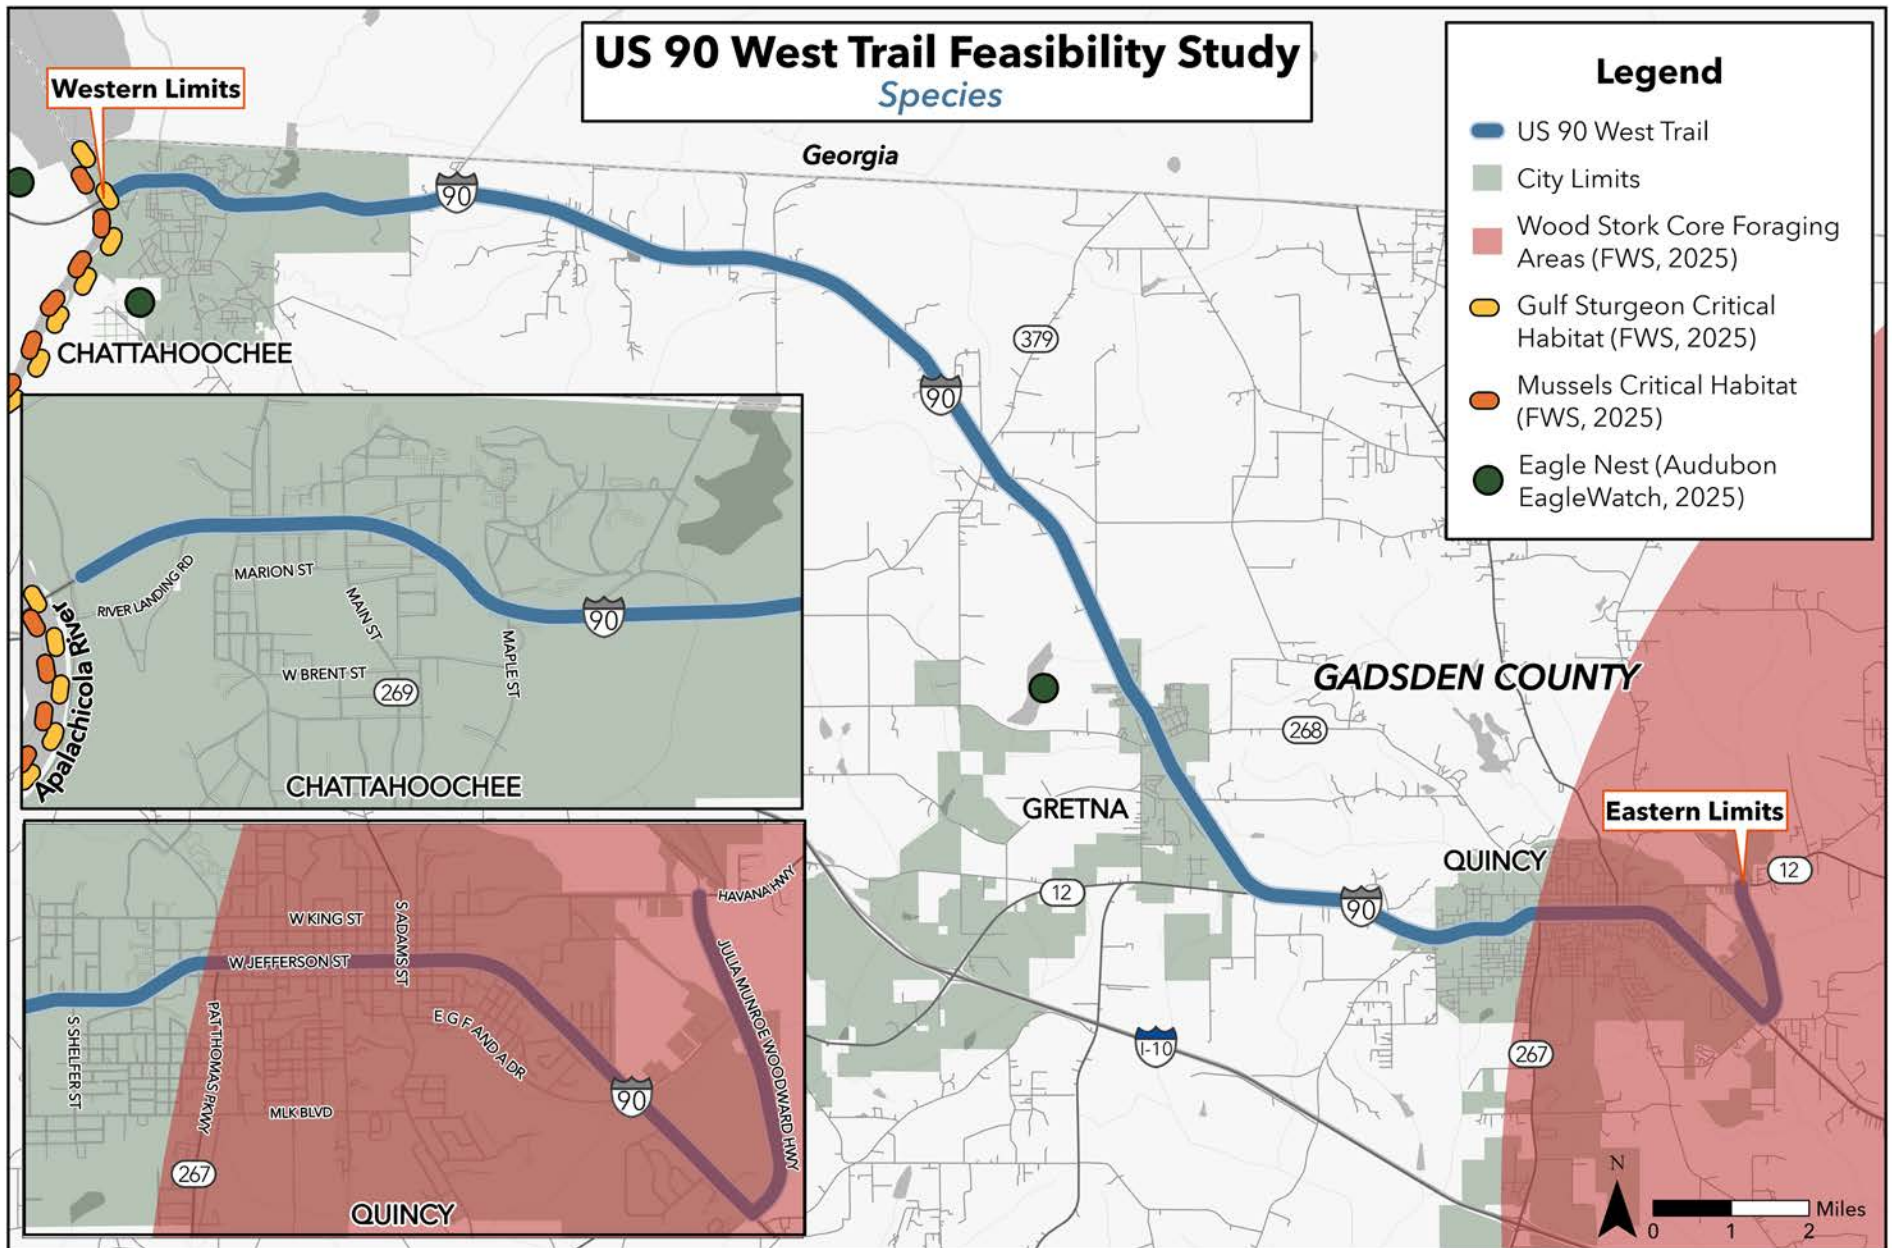 US 90 West Trail Feasibility Study
Species
Legend
US 90 West Trail
City Limits
Wood Stork Core Foraging
Areas (FWS, 2025)
Gulf Sturgeon Critical
Habitat (FWS, 2025)
Mussels Critical Habitat
(FWS, 2025)
Eagle Nest (Audubon
EagleWatch, 2025)
Western Limits
Georgia
90
379
CHATTAHOOCHEE
90
GADSDEN COUNTY
268
GRETNA
Eastern Limits
QUINCY
12
12
90
267
I-10
N
Miles
0 1 2
RIVER LANDING RD
MARION ST
MAIN ST
90
MAPLE ST
W BRENT ST
269
Apalachicola River
CHATTAHOOCHEE
HAVANA HWY
W KING ST
S ADAMS ST
W JEFFERSON ST
JULIA MUNROE WOODWARD HWY
S SHELFER ST
PAT THOMAS PKWY
E G F AND A DR
90
MLK BLVD
267
QUINCY